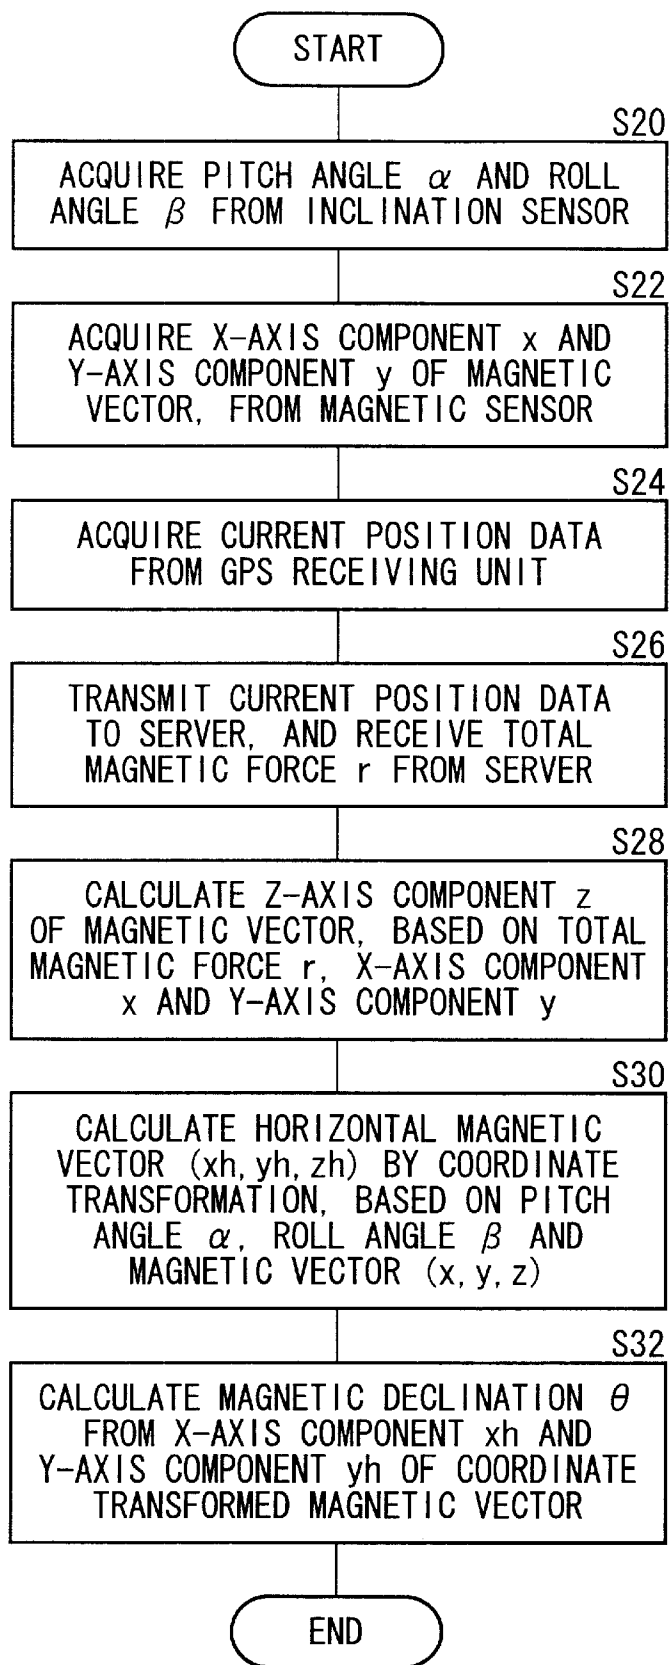 START
S20
ACQUIRE PITCH ANGLE α AND ROLL
ANGLE β FROM INCLINATION SENSOR
S22
ACQUIRE X-AXIS COMPONENT x AND
Y-AXIS COMPONENT y OF MAGNETIC
VECTOR, FROM MAGNETIC SENSOR
S24
ACQUIRE CURRENT POSITION DATA
FROM GPS RECEIVING UNIT
S26
TRANSMIT CURRENT POSITION DATA
TO SERVER, AND RECEIVE TOTAL
MAGNETIC FORCE r FROM SERVER
S28
CALCULATE Z-AXIS COMPONENT z
OF MAGNETIC VECTOR, BASED ON TOTAL
MAGNETIC FORCE r, X-AXIS COMPONENT
x AND Y-AXIS COMPONENT y
S30
CALCULATE HORIZONTAL MAGNETIC
VECTOR (xh, yh, zh) BY COORDINATE
TRANSFORMATION, BASED ON PITCH
ANGLE α, ROLL ANGLE β AND
MAGNETIC VECTOR (x, y, z)
S32
CALCULATE MAGNETIC DECLINATION θ
FROM X-AXIS COMPONENT xh AND
Y-AXIS COMPONENT yh OF COORDINATE
TRANSFORMED MAGNETIC VECTOR
END